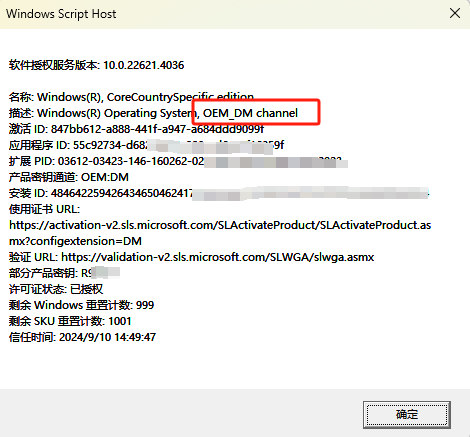 Windows Script Host
软件授权服务版本: 10.0.22621.4036
名称: Windows(R), CoreCountrySpecific edition
描述: Windows(R) Operating System, OEM_DM channel
激活 ID: 847bb612-a888-441f-a947-a684ddd9099f
应用程序 ID: 55c92734-d682
扩展 PID: 03612-03423-146-160262-02
产品密钥通道: OEM:DM
安装 ID: 484642259426434650462417
使用证书 URL:
https://activation-v2.sls.microsoft.com/SLActivateProduct/SLActivateProduct.as
mx?configextension=DM
验证 URL: https://validation-v2.sls.microsoft.com/SLWGA/slwga.asmx
部分产品密钥: R9
许可证状态: 已授权
剩余 Windows 重置计数: 999
剩余 SKU 重置计数: 1001
信任时间: 2024/9/10 14:49:47
确定